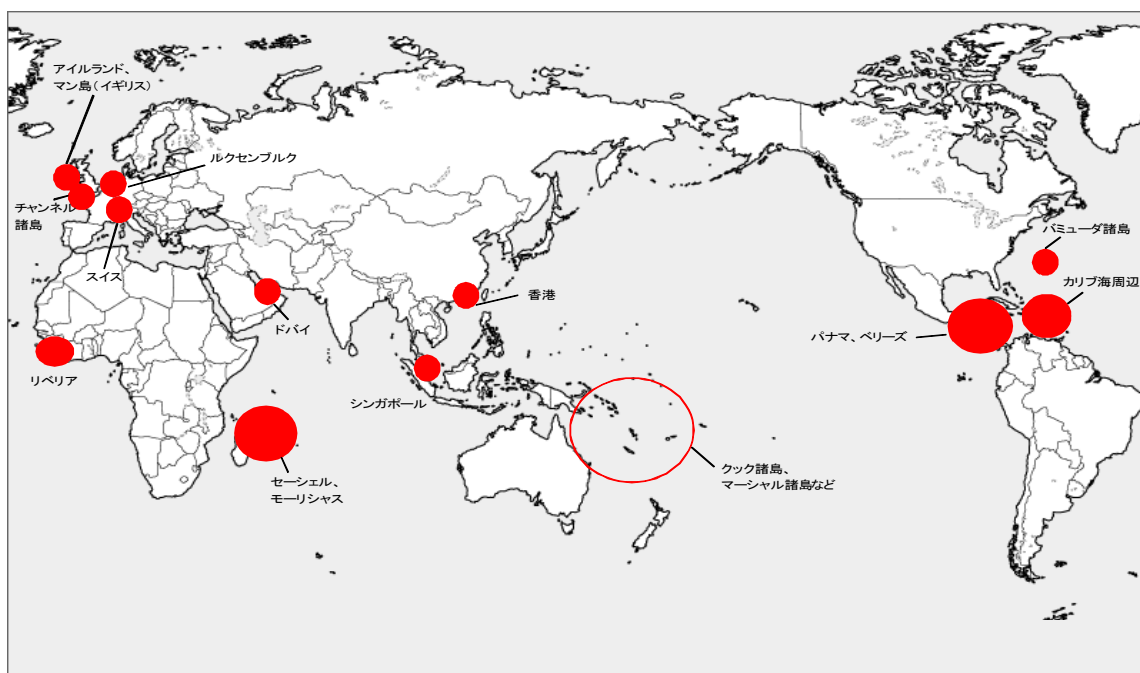 アイルランド、
マン島(イギリス)
ルクセンブルク
チャンネル
諸島
スイス
ドバイ
香港
バミューダ諸島
カリブ海周辺
パナマ、ベリーズ
リベリア
シンガポール
セーシェル、
モーリシャス
クック諸島、
マーシャル諸島など